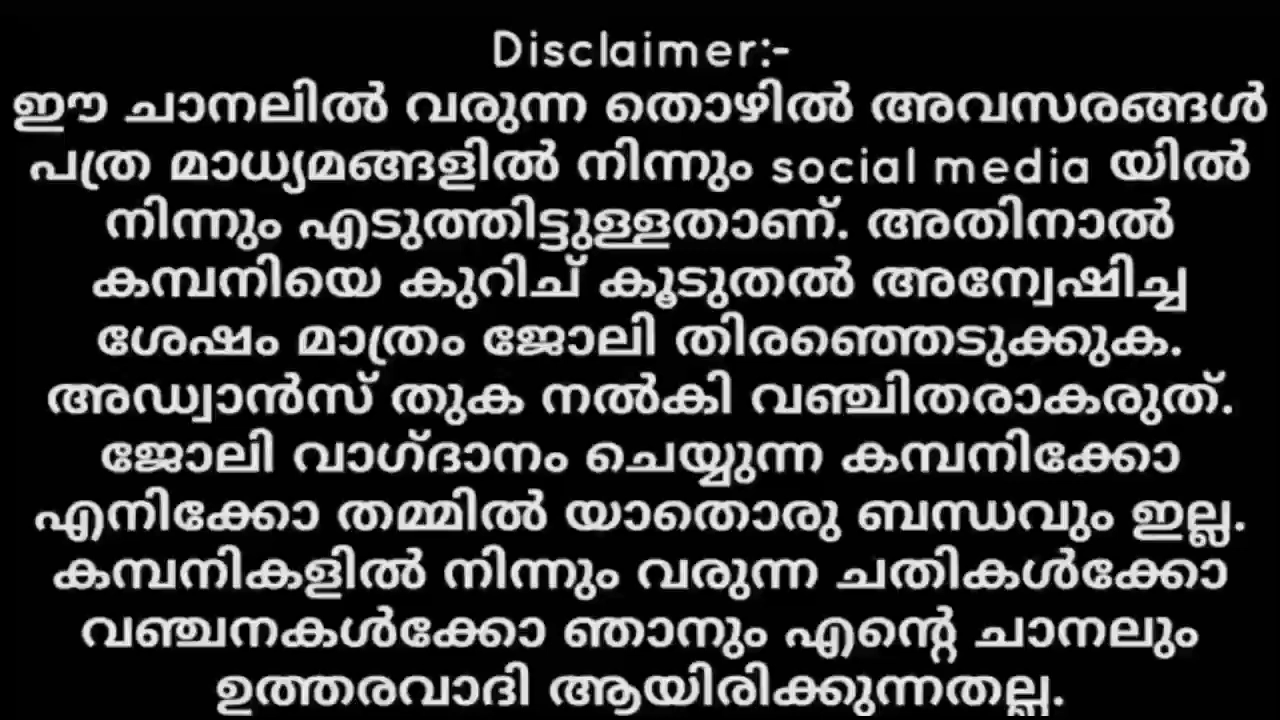 Disclaimer:-
ഈ ചാനലിൽ വരുന്ന തൊഴിൽ അവസരങ്ങൾ
പത്ര മാധ്യമങ്ങളിൽ നിന്നും social media യിൽ
നിന്നും എടുത്തിട്ടുള്ളതാണ്. അതിനാൽ
കമ്പനിയെ കുറിച് കൂടുതൽ അന്വേഷിച്ച
ശേഷം മാത്രം ജോലി തിരഞ്ഞെടുക്കുക.
അഡ്വാൻസ് തുക നൽകി വഞ്ചിതരാകരുത്.
ജോലി വാഗ്ദാനം ചെയ്യുന്ന കമ്പനിക്കോ
എനിക്കോ തമ്മിൽ യാതൊരു ബന്ധവും ഇല്ല.
കമ്പനികളിൽ നിന്നും വരുന്ന ചതികൾക്കോ
വഞ്ചനകൾക്കോ ഞാനും എന്റെ ചാനലും
ഉത്തരവാദി ആയിരിക്കുന്നതല്ല.